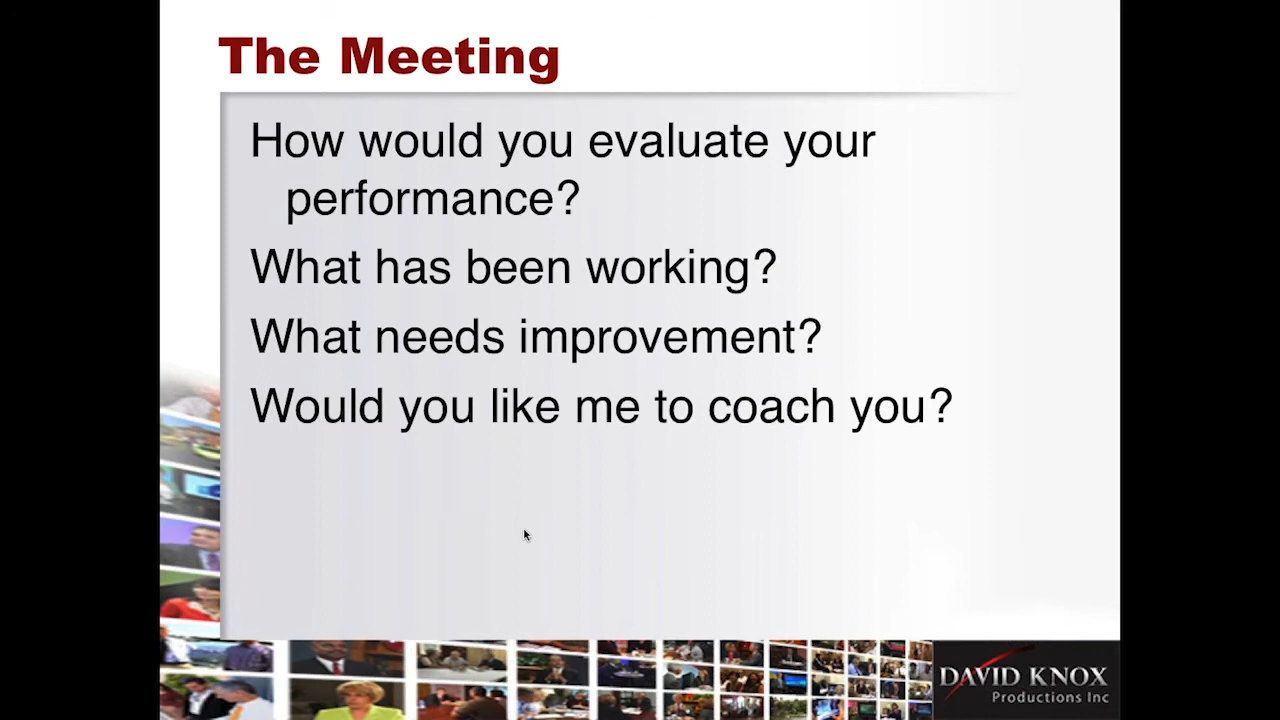 The Meeting
How would you evaluate your
performance?
What has been working?
What needs improvement?
Would you like me to coach you?
DAVID KNOX
Productions Inc